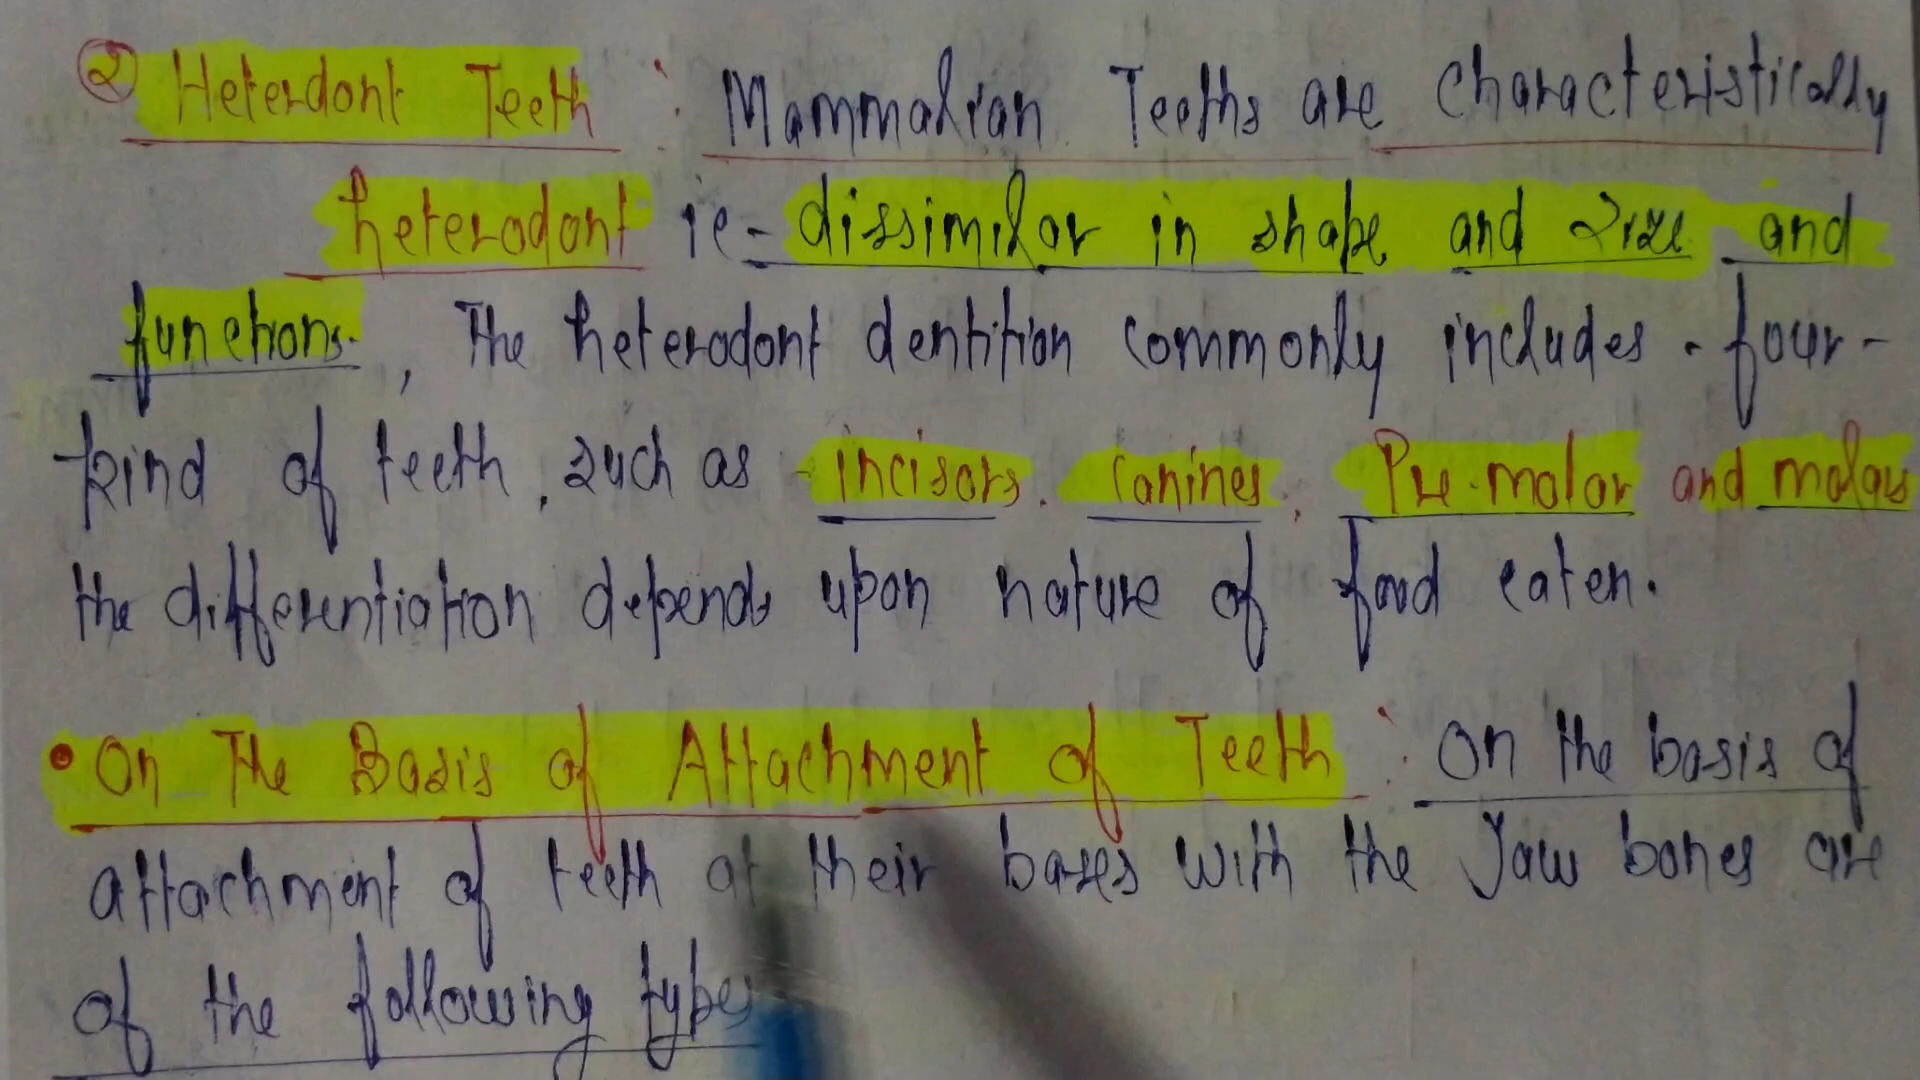 ② Heterdont Teeth : Mammalian Teeths are characteristically
heterodont ie - dissimilar in shape and size and
functions. , The heterodont dentition commonly includes - four -
kind of teeth, such as - incisors, canines, Pre-molar and molars
the differentiation depends upon nature of food eaten.
• On The Basis of Attachment of Teeth : On the basis of
attachment of teeth at their bases with the Jaw bones are
of the following types